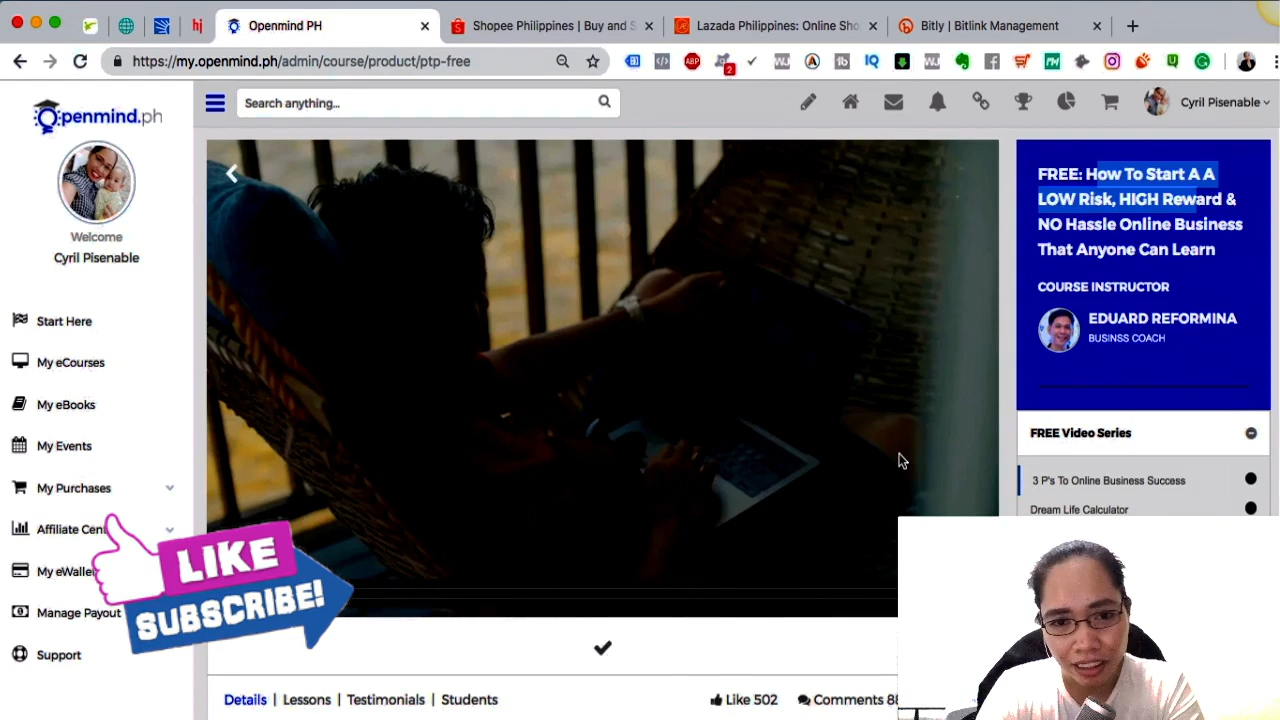 Openmind PH
Shopee Philippines | Buy and S
Lazada Philippines: Online Sho
Bitly | Bitlink Management
https://my.openmind.ph/admin/course/product/ptp-free
Openmind.ph
Search anything...
Cyril Pisenable
Welcome
Cyril Pisenable
Start Here
My eCourses
My eBooks
My Events
My Purchases
Affiliate Cent
My eWalle
Manage Payout
Support
LIKE
SUBSCRIBE!
FREE: How To Start A A
LOW Risk, HIGH Reward &
NO Hassle Online Business
That Anyone Can Learn
COURSE INSTRUCTOR
EDUARD REFORMINA
BUSINSS COACH
FREE Video Series
3 P's To Online Business Success
Dream Life Calculator
Details | Lessons | Testimonials | Students
Like 502
Comments 88